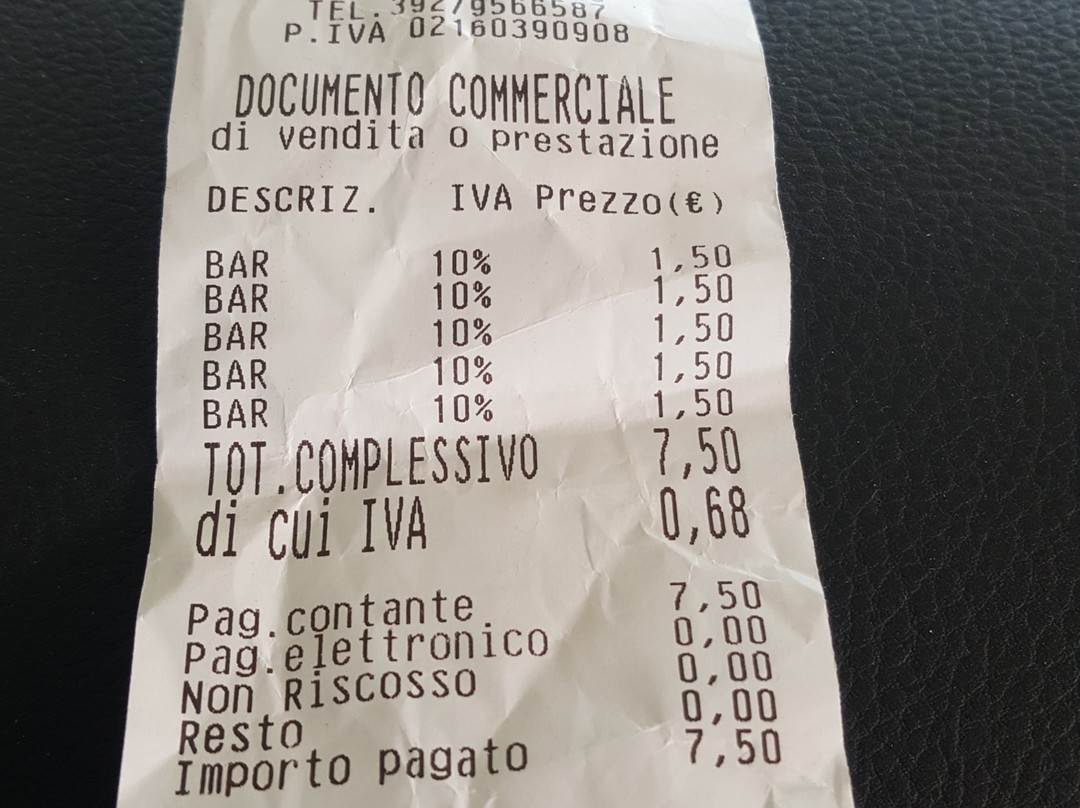 TEL.39279566587
P.IVA 02160390908
DOCUMENTO COMMERCIALE
di vendita o prestazione
DESCRIZ. IVA Prezzo(€)
BAR 10% 1,50
BAR 10% 1,50
BAR 10% 1,50
BAR 10% 1,50
BAR 10% 1,50
TOT.COMPLESSIVO 7,50
di cui IVA 0,68
Pag.contante 7,50
Pag.elettronico 0,00
Non Riscosso 0,00
Resto 0,00
Importo pagato 7,50